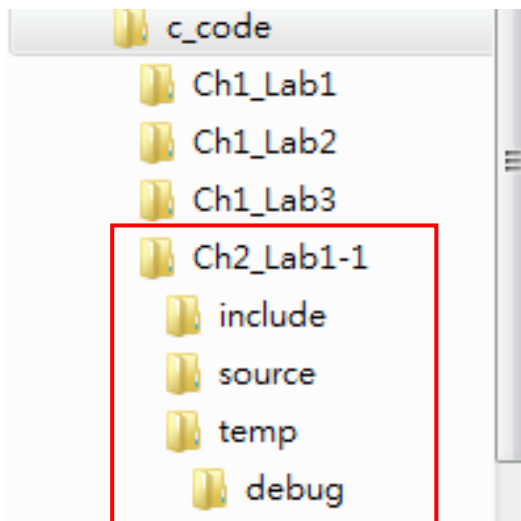 c_code
Ch1_Lab1
Ch1_Lab2
Ch1_Lab3
Ch2_Lab1-1
include
source
temp
debug